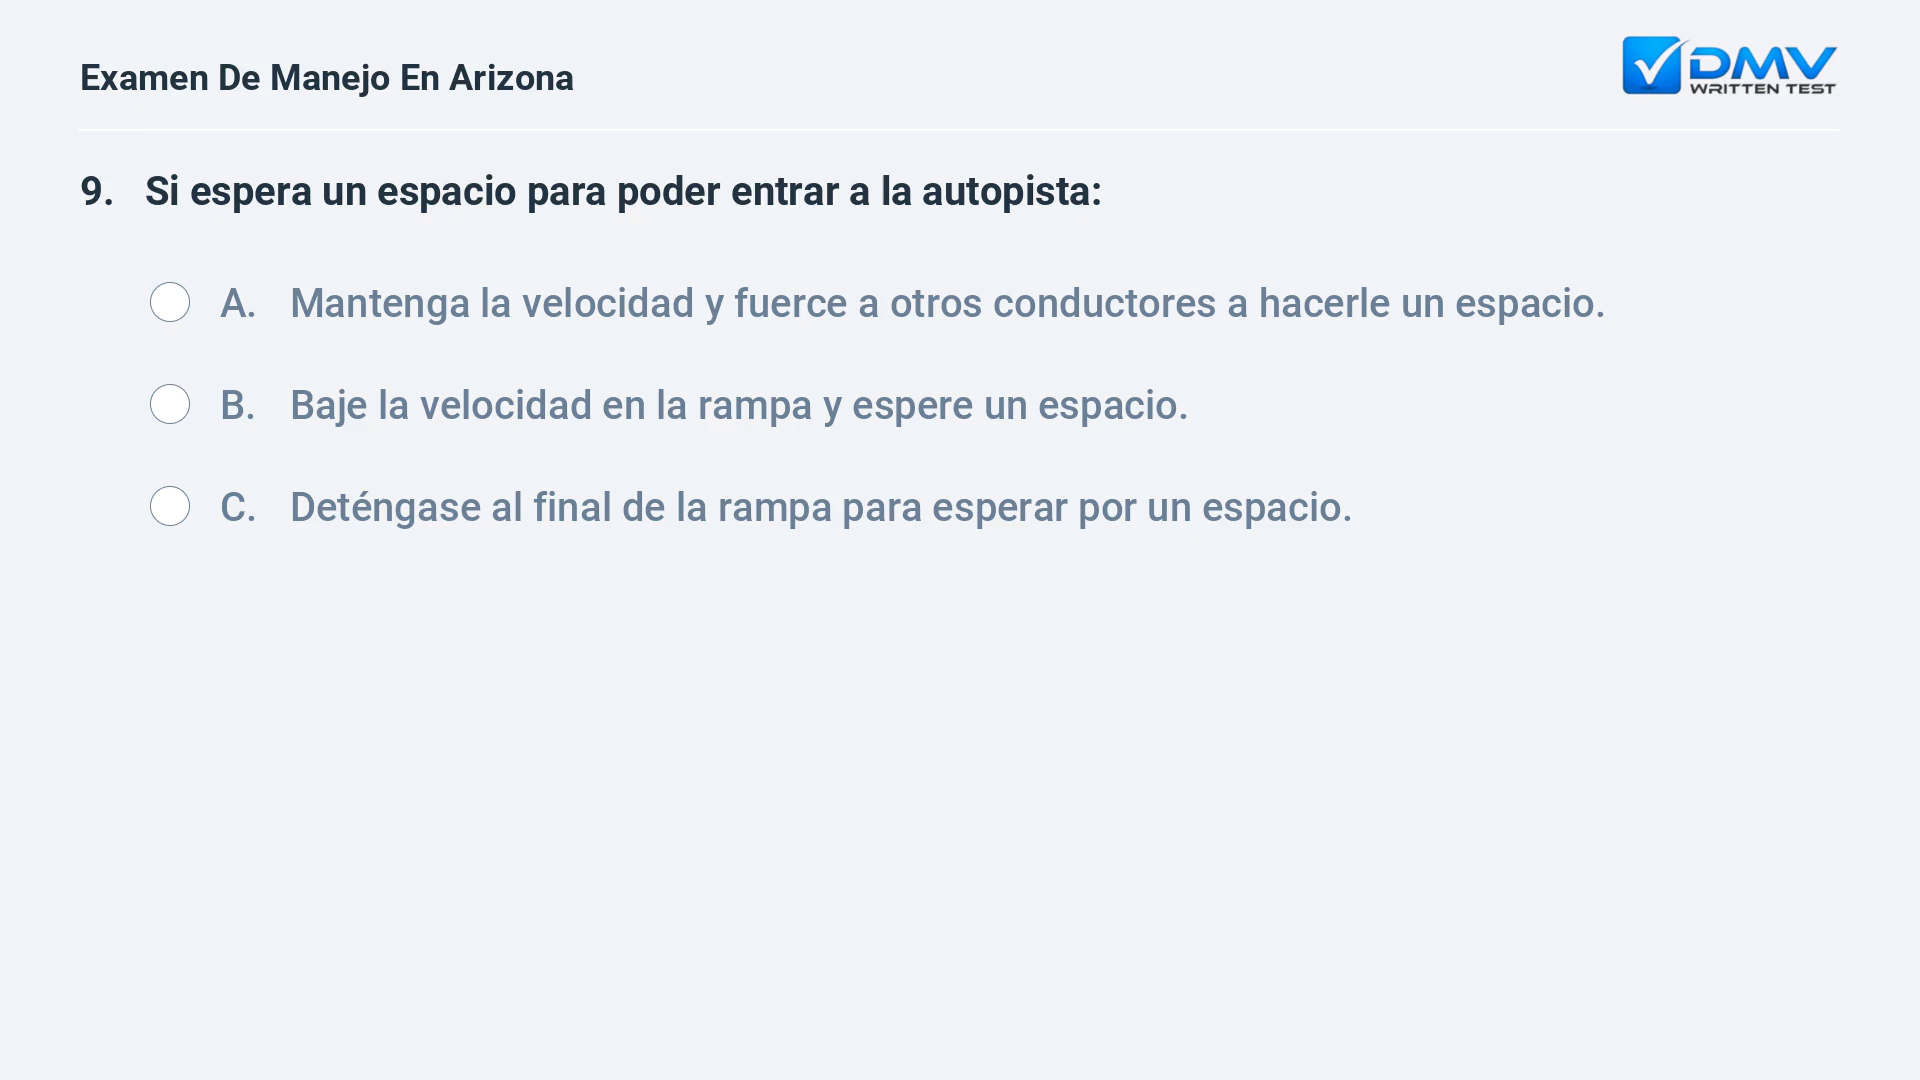 Examen De Manejo En Arizona
DMV
WRITTEN TEST
9. Si espera un espacio para poder entrar a la autopista:
A. Mantenga la velocidad y fuerce a otros conductores a hacerle un espacio.
B. Baje la velocidad en la rampa y espere un espacio.
C. Deténgase al final de la rampa para esperar por un espacio.